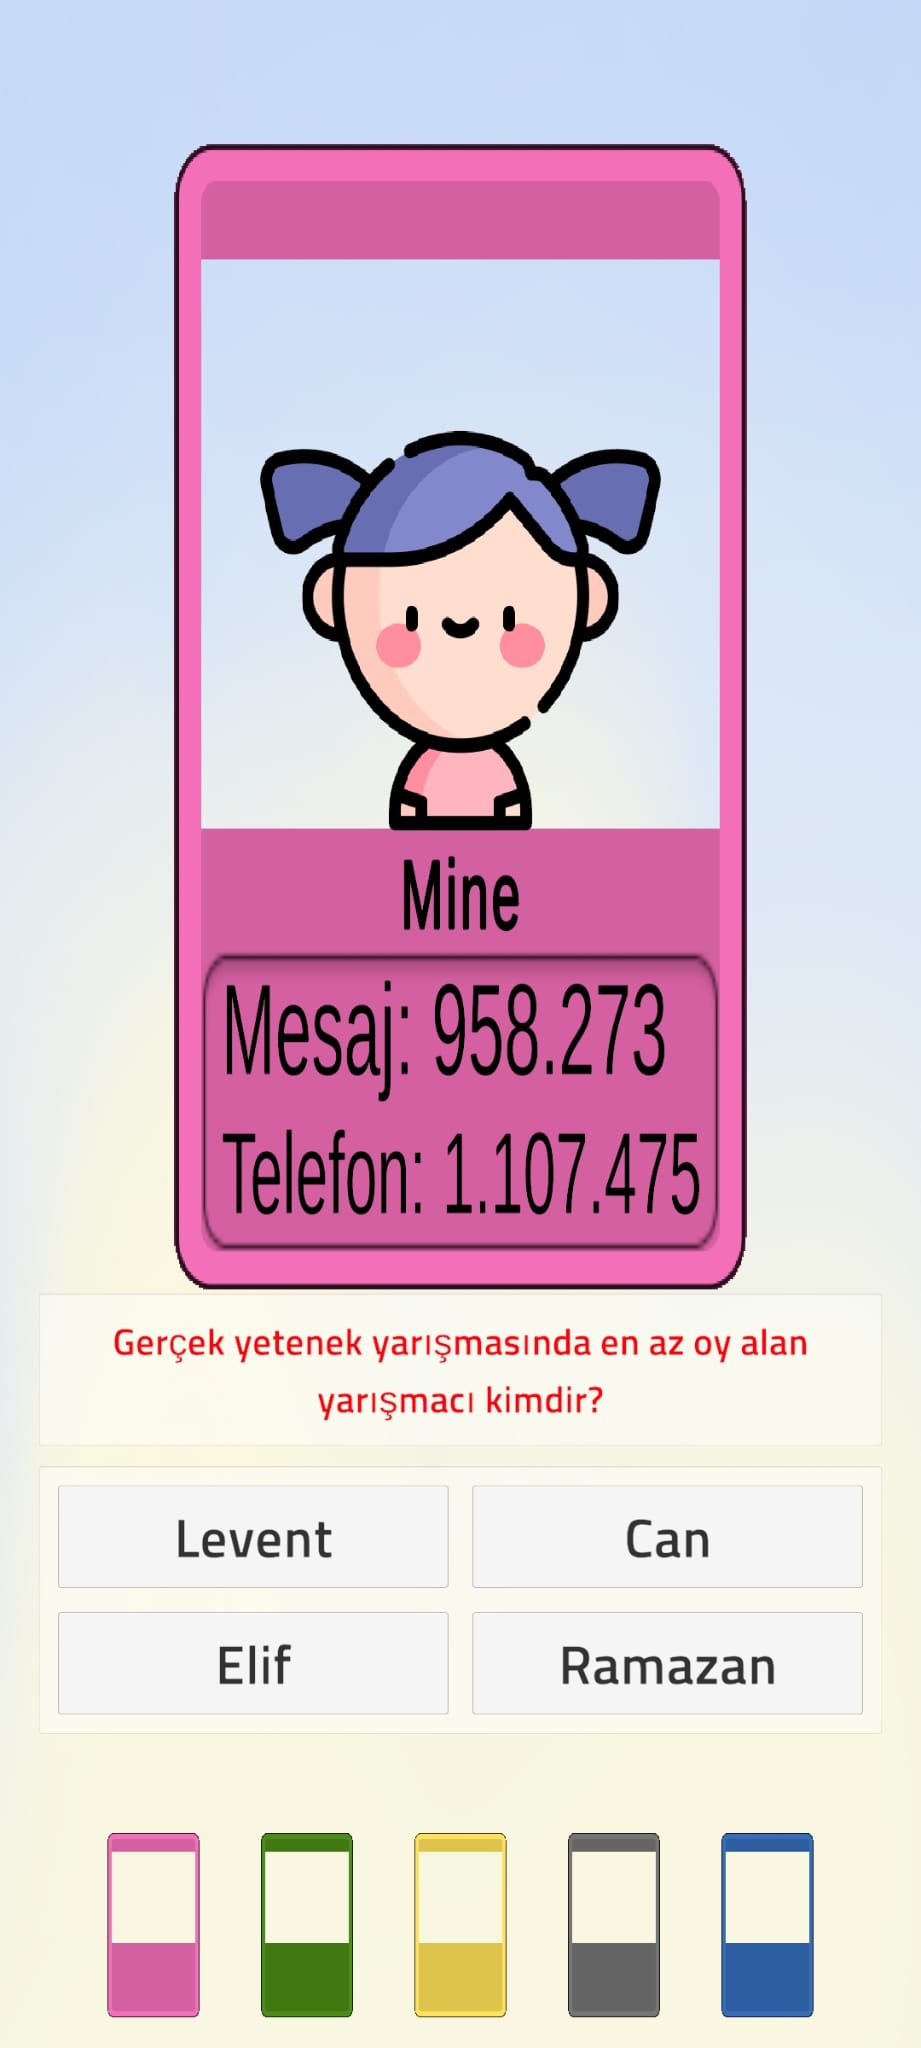 Mine
Mesaj: 958.273
Telefon: 1.107.475
Gerçek yetenek yarışmasında en az oy alan
yarışmacı kimdir?
Levent
Can
Elif
Ramazan